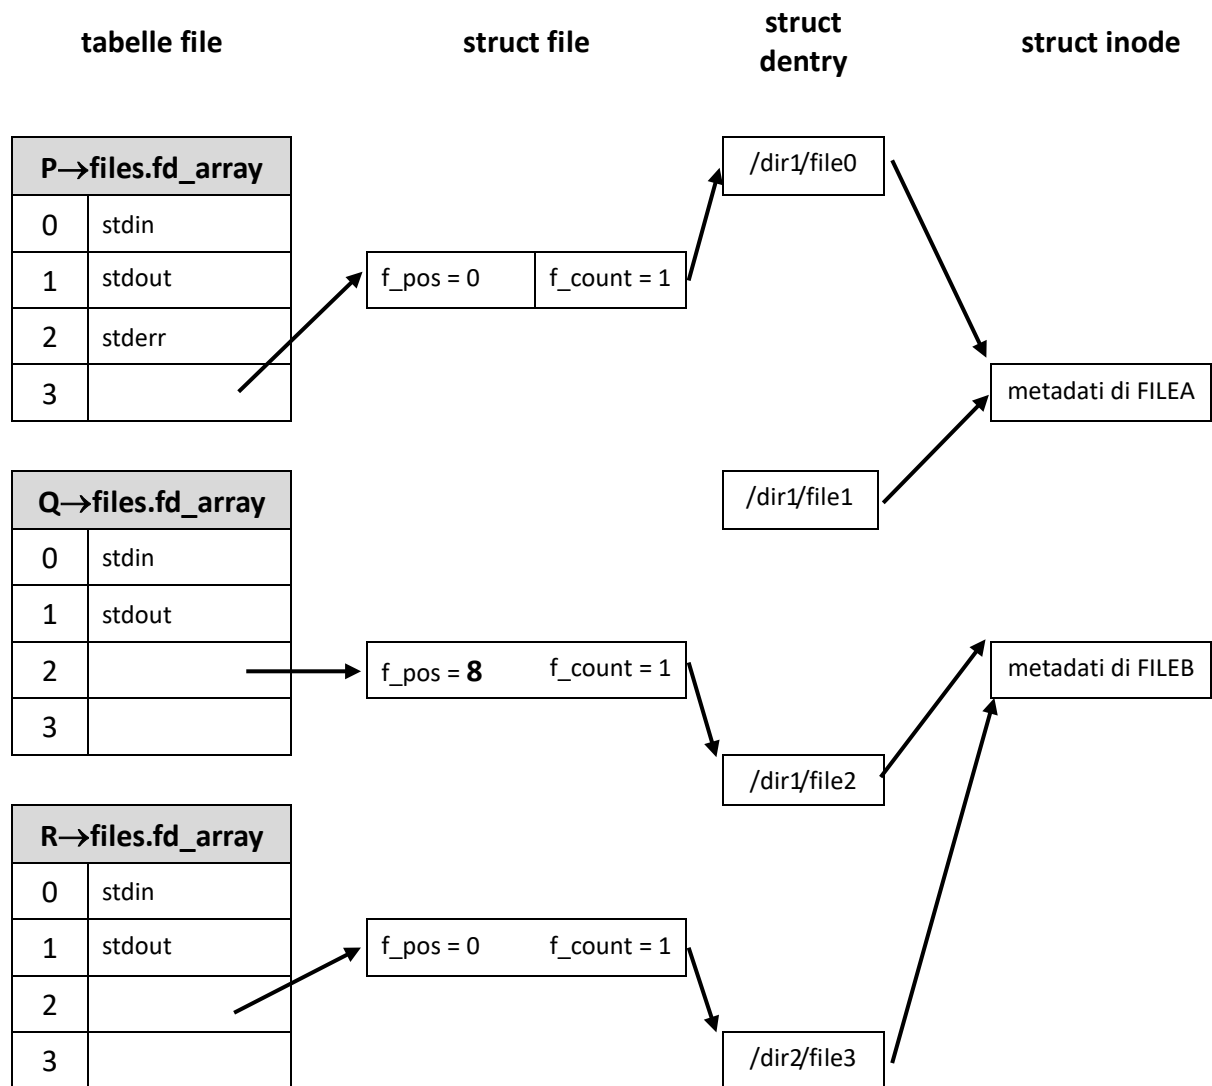 tabelle file
struct file
struct
dentry
struct inode
P→files.fd_array
0 stdin
1 stdout
2 stderr
3
f_pos = 0 f_count = 1
/dir1/file0
metadati di FILEA
/dir1/file1
Q→files.fd_array
0 stdin
1 stdout
2
3
f_pos = 8 f_count = 1
/dir1/file2
metadati di FILEB
R→files.fd_array
0 stdin
1 stdout
2
3
f_pos = 0 f_count = 1
/dir2/file3